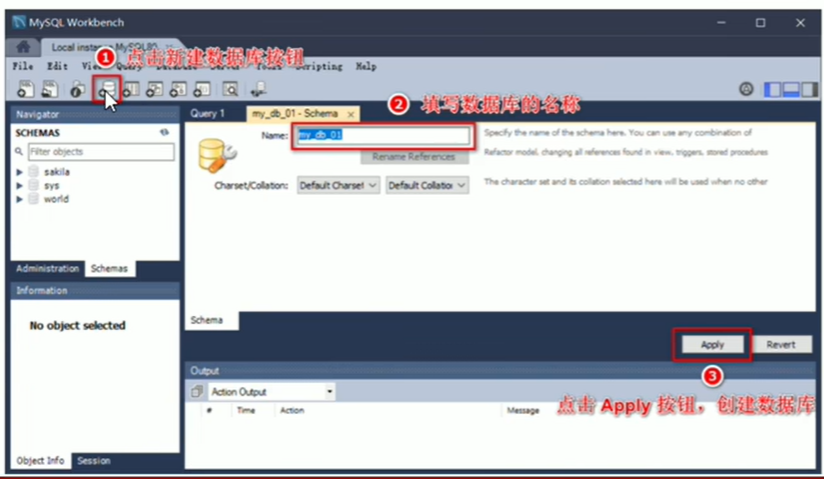 MySQL Workbench
Local instance MySQL80
① 点击新建数据库按钮
File Edit View Query Database Server Tools Scripting Help
Navigator
SCHEMAS
Filter objects
sakila
sys
world
Administration Schemas
Information
No object selected
Object Info Session
Query 1 my_db_01 - Schema ×
② 填写数据库的名称
Name: my_db_01
Specify the name of the schema here. You can use any combination of
Rename References
Refactor model, changing all references found in view, triggers, stored procedures
Charset/Collation: Default Charset Default Collation
The character set and its collation selected here will be used when no other
Schema
Apply Revert
③
点击 Apply 按钮，创建数据库
Output
Action Output
# Time Action Message